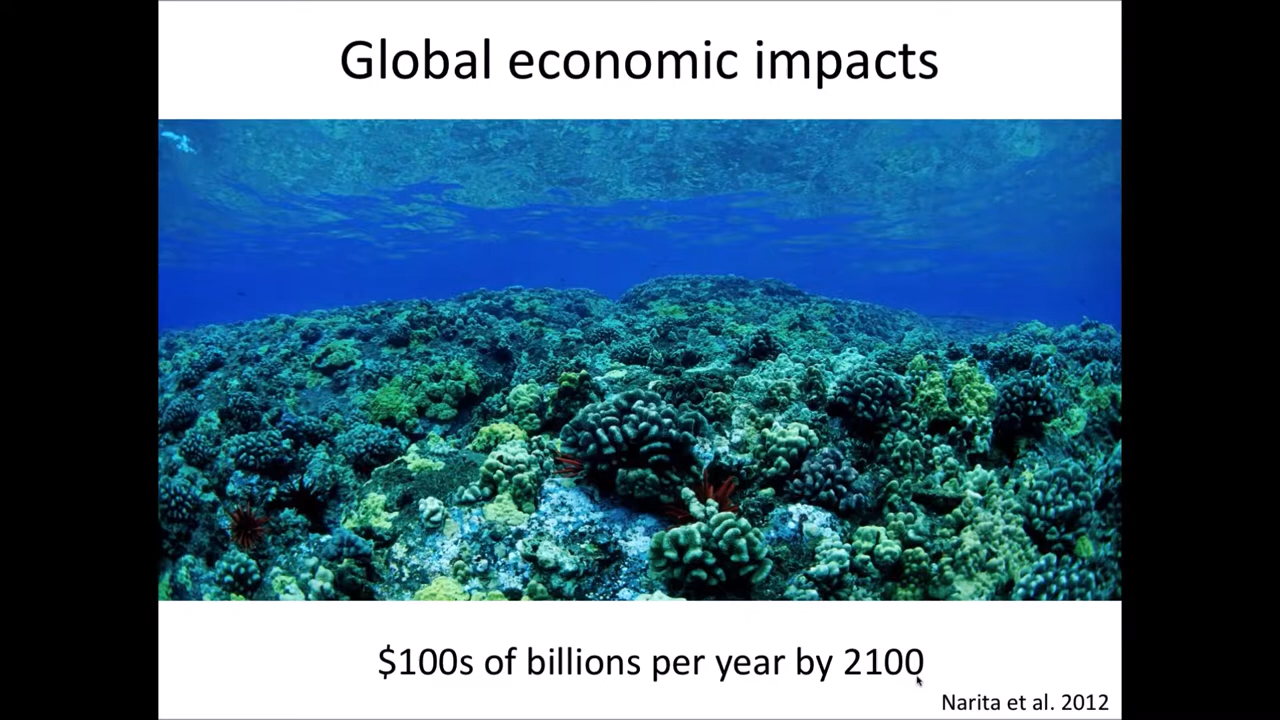 Global economic impacts
$100s of billions per year by 2100
Narita et al. 2012